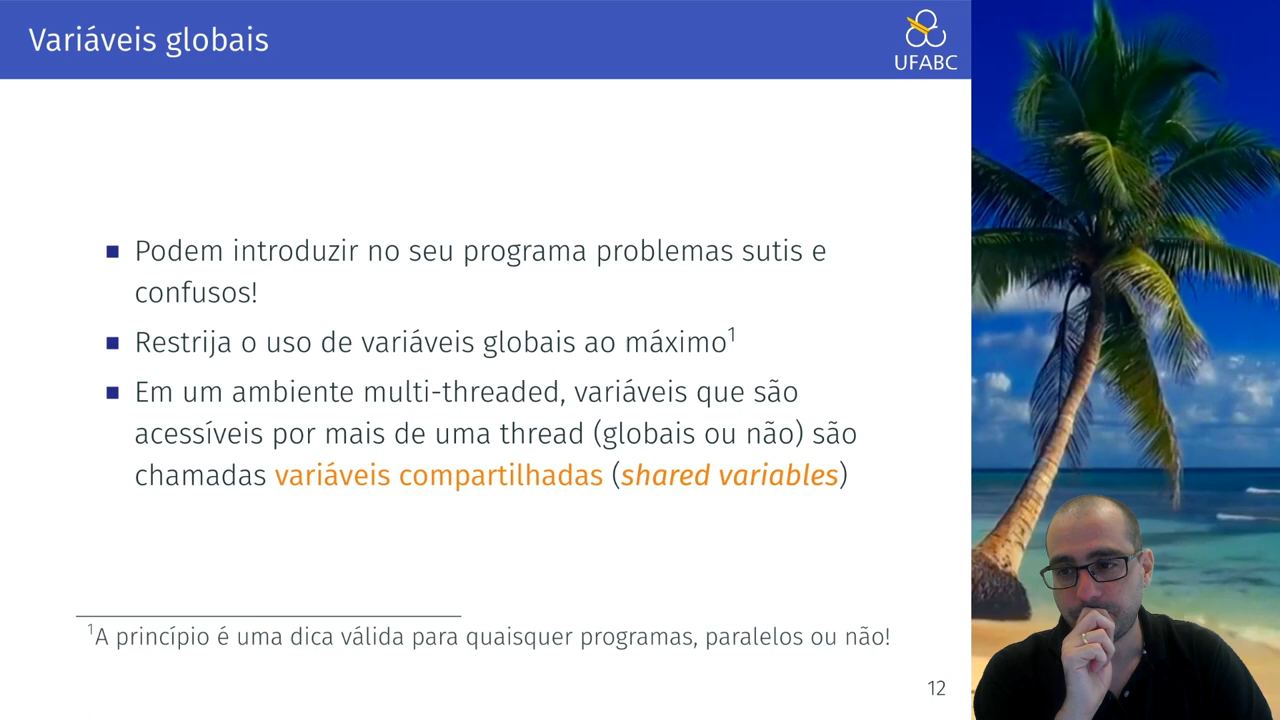 Variáveis globais
UFABC
■ Podem introduzir no seu programa problemas sutis e
confusos!
■ Restrija o uso de variáveis globais ao máximo¹
■ Em um ambiente multi-threaded, variáveis que são
acessíveis por mais de uma thread (globais ou não) são
chamadas variáveis compartilhadas (shared variables)
¹A princípio é uma dica válida para quaisquer programas, paralelos ou não!
12